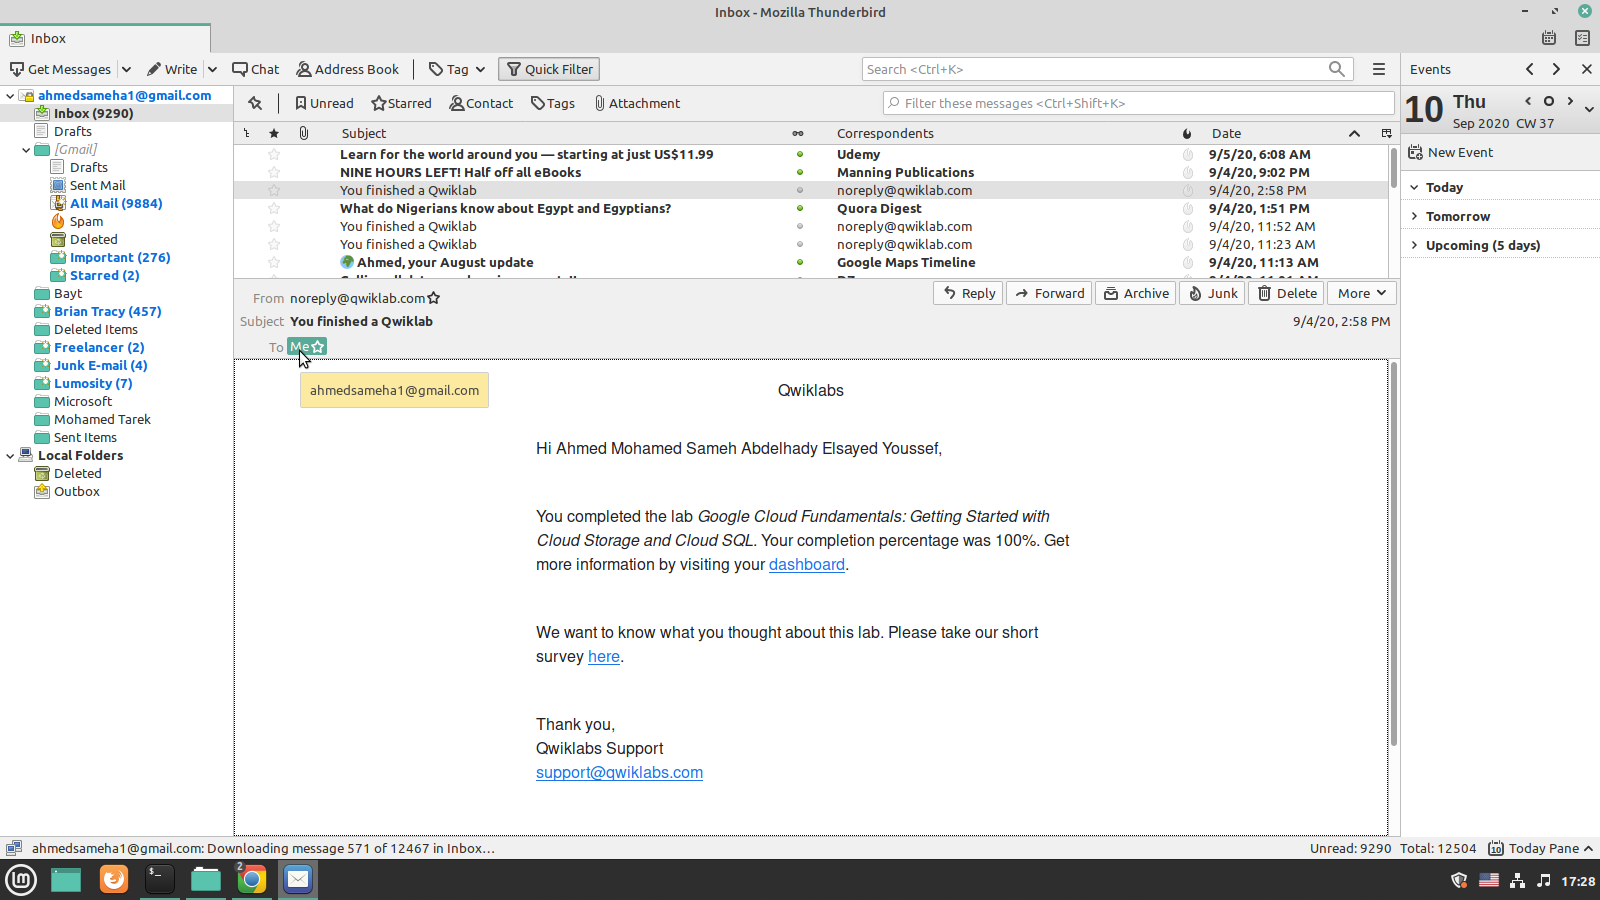 Inbox - Mozilla Thunderbird
Inbox
Get Messages Write Chat Address Book Tag Quick Filter Search <Ctrl+K> Events
Unread Starred Contact Tags Attachment Filter these messages <Ctrl+Shift+K>
Subject Correspondents Date
Learn for the world around you — starting at just US$11.99 Udemy 9/5/20, 6:08 AM
NINE HOURS LEFT! Half off all eBooks Manning Publications 9/4/20, 9:02 PM
You finished a Qwiklab noreply@qwiklab.com 9/4/20, 2:58 PM
What do Nigerians know about Egypt and Egyptians? Quora Digest 9/4/20, 1:51 PM
You finished a Qwiklab noreply@qwiklab.com 9/4/20, 11:52 AM
You finished a Qwiklab noreply@qwiklab.com 9/4/20, 11:23 AM
Ahmed, your August update Google Maps Timeline 9/4/20, 11:13 AM
ahmedsameha1@gmail.com
Inbox (9290)
Drafts
[Gmail]
Drafts
Sent Mail
All Mail (9884)
Spam
Deleted
Important (276)
Starred (2)
Bayt
Brian Tracy (457)
Deleted Items
Freelancer (2)
Junk E-mail (4)
Lumosity (7)
Microsoft
Mohamed Tarek
Sent Items
Local Folders
Deleted
Outbox
From noreply@qwiklab.com Reply Forward Archive Junk Delete More
Subject You finished a Qwiklab 9/4/20, 2:58 PM
To Me
ahmedsameha1@gmail.com
Qwiklabs
Hi Ahmed Mohamed Sameh Abdelhady Elsayed Youssef,
You completed the lab Google Cloud Fundamentals: Getting Started with
Cloud Storage and Cloud SQL. Your completion percentage was 100%. Get
more information by visiting your dashboard.
We want to know what you thought about this lab. Please take our short
survey here.
Thank you,
Qwiklabs Support
support@qwiklabs.com
10 Thu
Sep 2020 CW 37
New Event
Today
Tomorrow
Upcoming (5 days)
ahmedsameha1@gmail.com: Downloading message 571 of 12467 in Inbox... Unread: 9290 Total: 12504 10 Today Pane
lm $_ 2 17:28